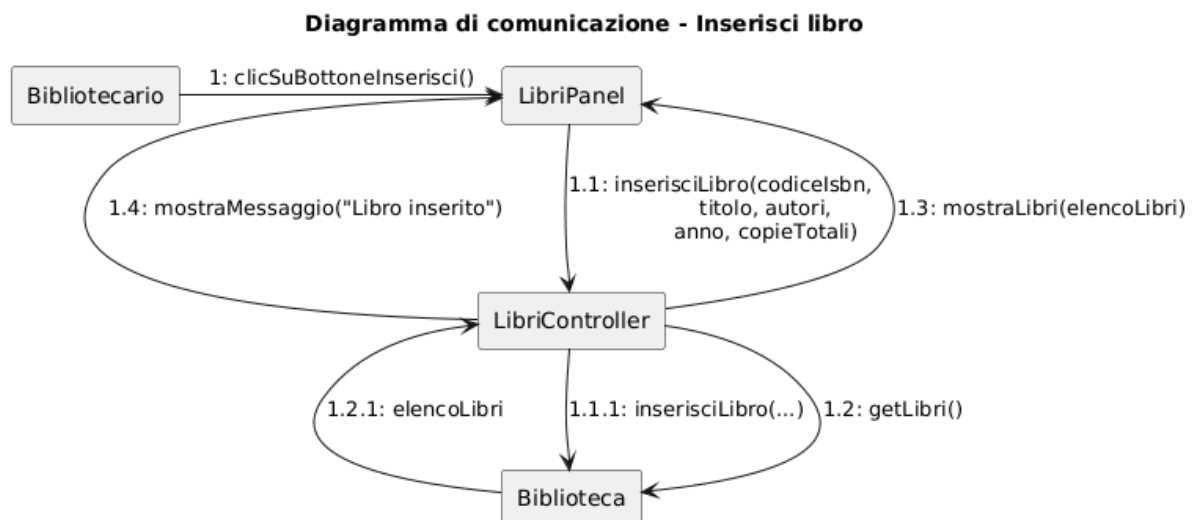 Diagramma di comunicazione - Inserisci libro
Bibliotecario
1: clicSuBottoneInserisci()
LibriPanel
1.4: mostraMessaggio("Libro inserito")
1.1: inserisciLibro(codiceIsbn,
titolo, autori,
anno, copieTotali)
1.3: mostraLibri(elencoLibri)
LibriController
1.2.1: elencoLibri
1.1.1: inserisciLibro(...)
1.2: getLibri()
Biblioteca